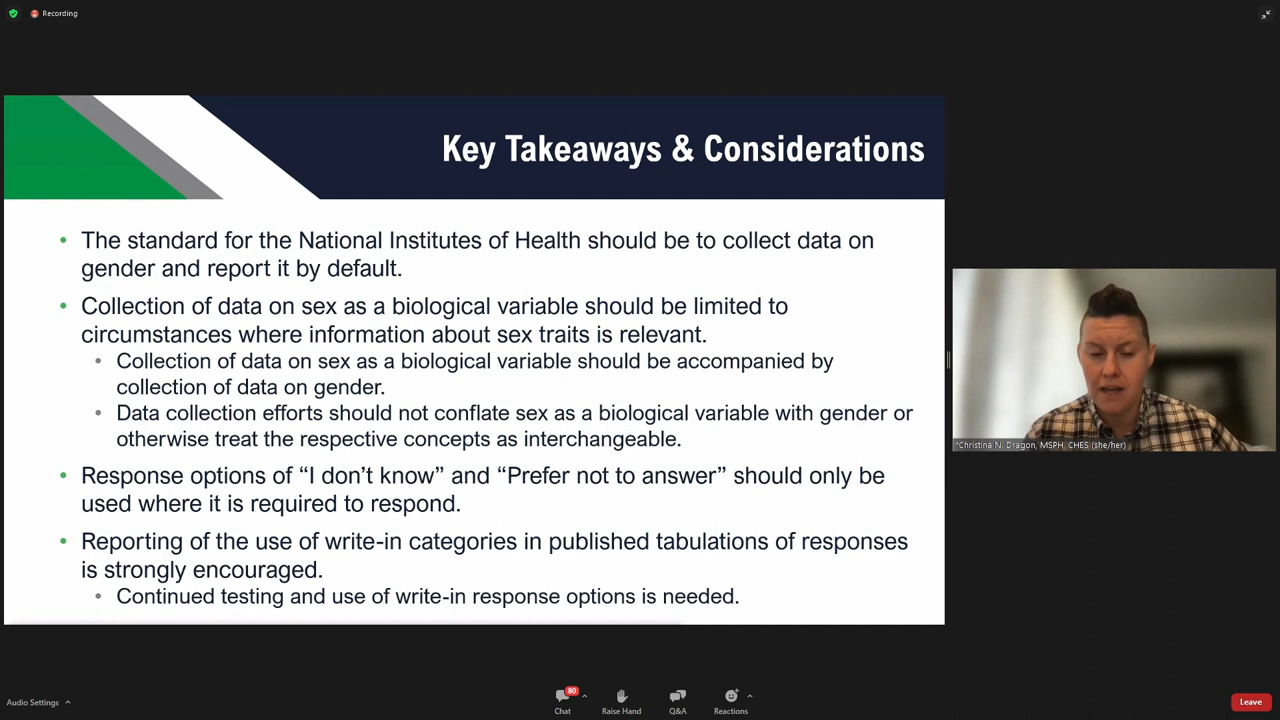 Recording
Key Takeaways & Considerations
• The standard for the National Institutes of Health should be to collect data on
gender and report it by default.
• Collection of data on sex as a biological variable should be limited to
circumstances where information about sex traits is relevant.
• Collection of data on sex as a biological variable should be accompanied by
collection of data on gender.
• Data collection efforts should not conflate sex as a biological variable with gender or
otherwise treat the respective concepts as interchangeable.
• Response options of “I don’t know” and “Prefer not to answer” should only be
used where it is required to respond.
• Reporting of the use of write-in categories in published tabulations of responses
is strongly encouraged.
• Continued testing and use of write-in response options is needed.
*Christina N. Dragon, MSPH, CHES (she/her)
Audio Settings
80
Chat
Raise Hand
Q&A
Reactions
Leave